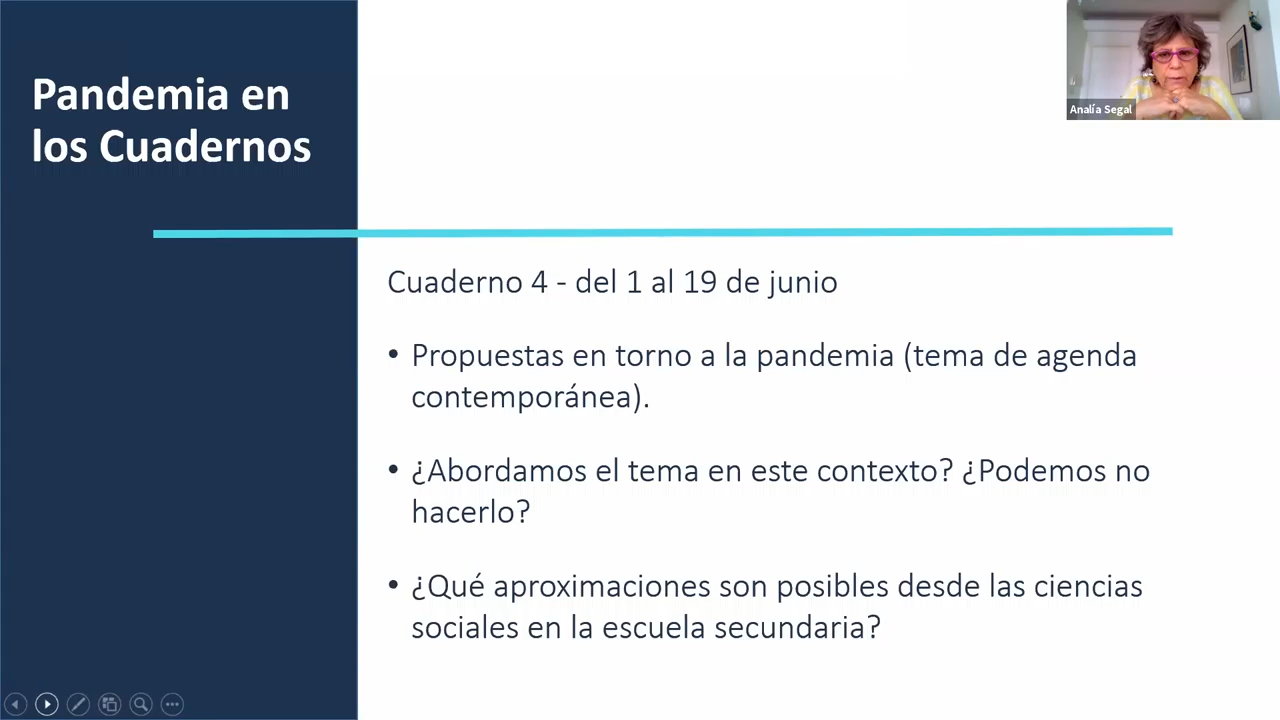 Pandemia en
los Cuadernos
Analía Segal
Cuaderno 4 - del 1 al 19 de junio
• Propuestas en torno a la pandemia (tema de agenda
contemporánea).
• ¿Abordamos el tema en este contexto? ¿Podemos no
hacerlo?
• ¿Qué aproximaciones son posibles desde las ciencias
sociales en la escuela secundaria?